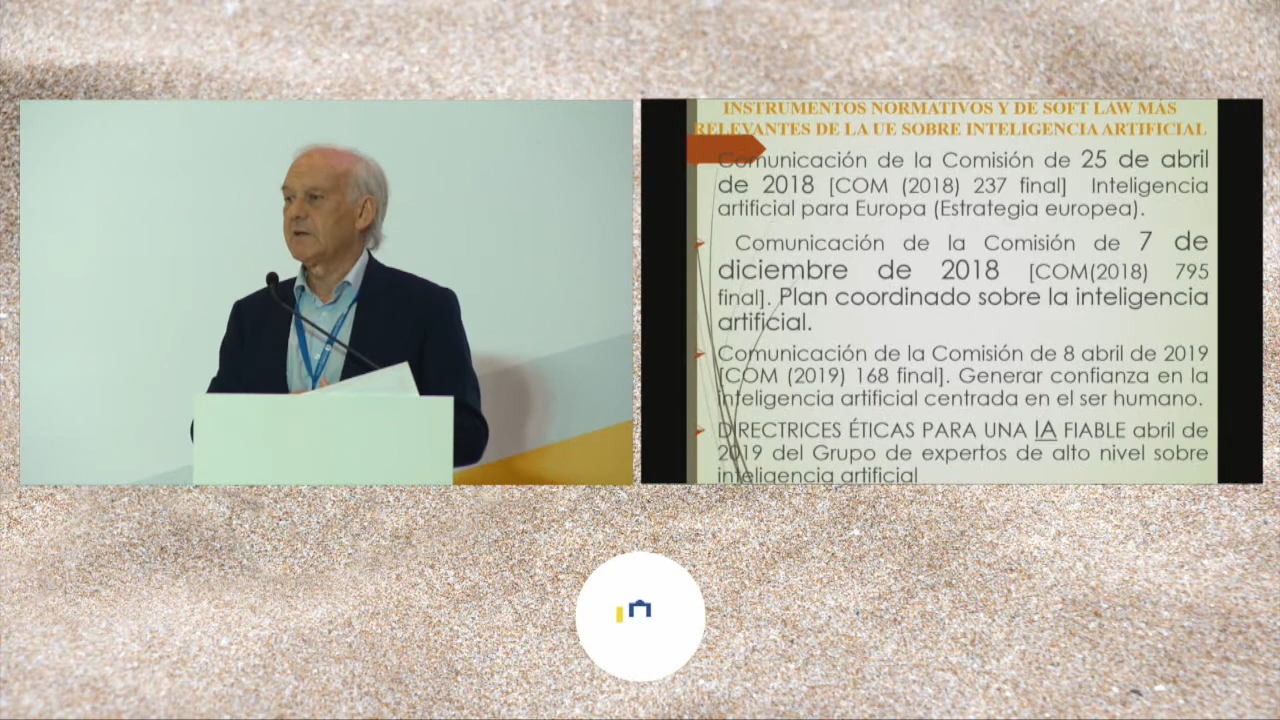 INSTRUMENTOS NORMATIVOS Y DE SOFT LAW MÁS
RELEVANTES DE LA UE SOBRE INTELIGENCIA ARTIFICIAL
Comunicación de la Comisión de 25 de abril
de 2018 [COM (2018) 237 final] Inteligencia
artificial para Europa (Estrategia europea).
Comunicación de la Comisión de 7 de
diciembre de 2018 [COM(2018) 795
final]. Plan coordinado sobre la inteligencia
artificial.
Comunicación de la Comisión de 8 abril de 2019
[COM (2019) 168 final]. Generar confianza en la
inteligencia artificial centrada en el ser humano.
DIRECTRICES ÉTICAS PARA UNA IA FIABLE abril de
2019 del Grupo de expertos de alto nivel sobre
inteligencia artificial